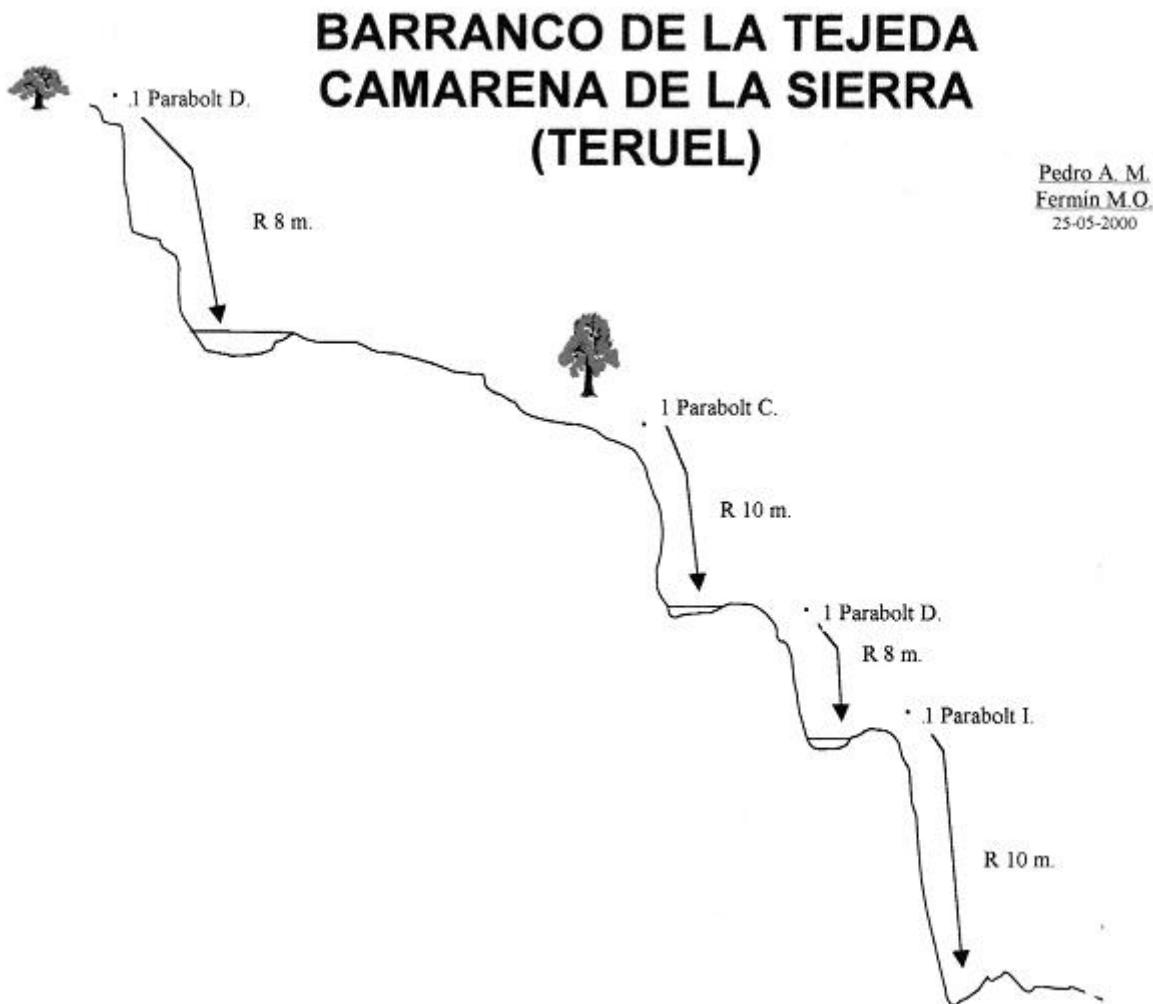 BARRANCO DE LA TEJEDA
CAMARENA DE LA SIERRA
(TERUEL)
Pedro A. M.
Fermín M.O.
25-05-2000
.1 Parabolt D.
R 8 m.
1 Parabolt C.
R 10 m.
.1 Parabolt D.
R 8 m.
.1 Parabolt I.
R 10 m.